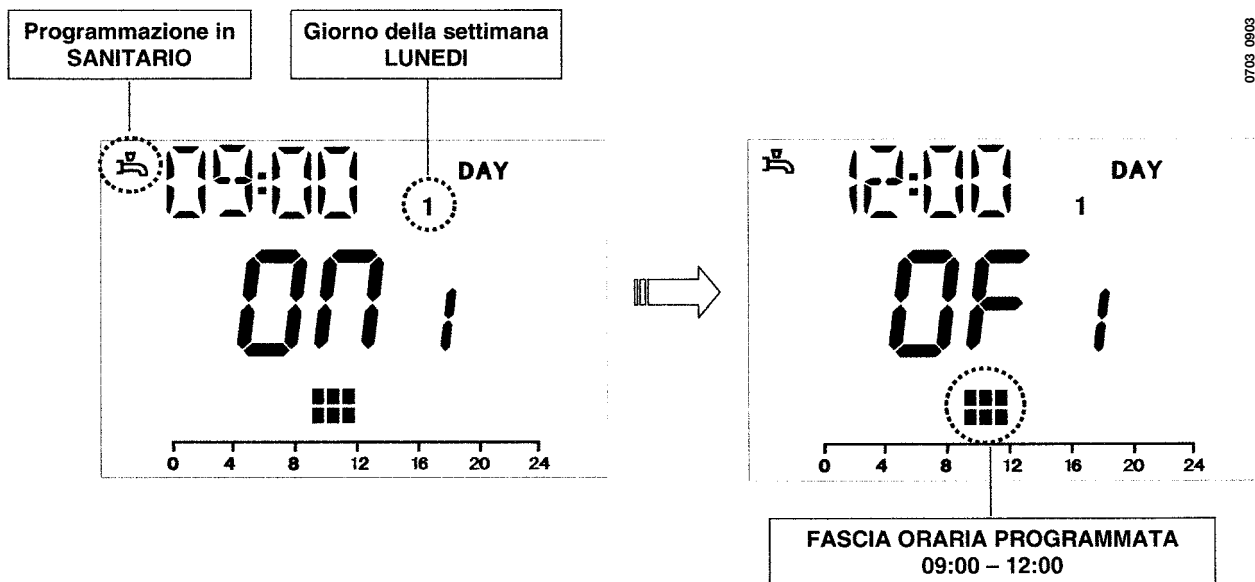 Programmazione in
SANITARIO
Giorno della settimana
LUNEDI
0703 0903
09:00
DAY
1
ON 1
0 4 8 12 16 20 24
12:00
DAY
1
OF 1
0 4 8 12 16 20 24
FASCIA ORARIA PROGRAMMATA
09:00 – 12:00